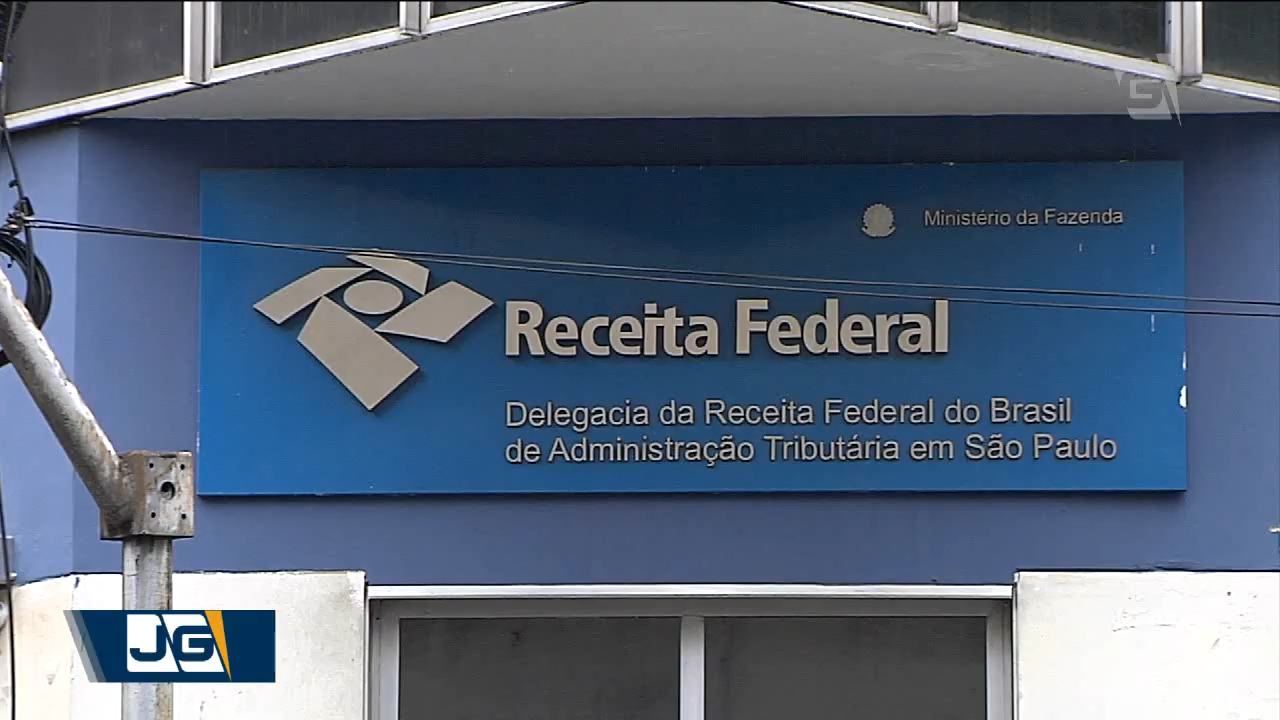 G
Ministério da Fazenda
Receita Federal
Delegacia da Receita Federal do Brasil
de Administração Tributária em São Paulo
JG